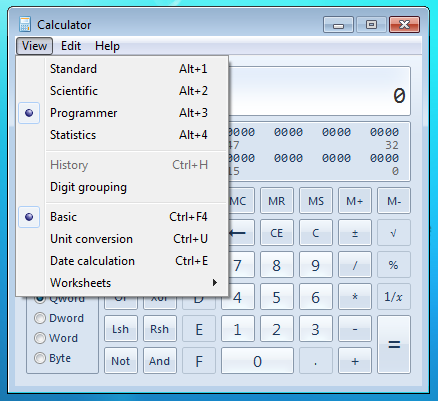 Calculator
View Edit Help
Standard Alt+1
Scientific Alt+2
Programmer Alt+3
Statistics Alt+4
History Ctrl+H
Digit grouping
Basic Ctrl+F4
Unit conversion Ctrl+U
Date calculation Ctrl+E
Worksheets
0
0000 0000 0000 0000
47 32
0000 0000 0000 0000
15 0
MC MR MS M+ M-
← CE C ± √
7 8 9 / %
Qword Or Xor D 4 5 6 * 1/x
Dword Lsh Rsh E 1 2 3 - =
Word
Byte Not And F 0 . +